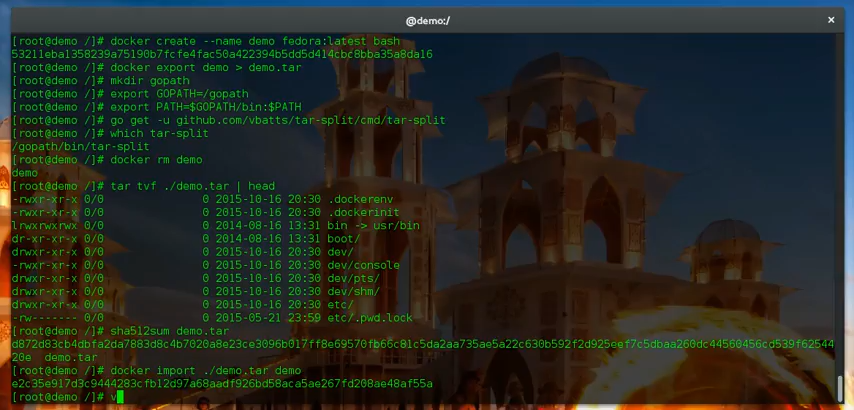 @demo:/
[root@demo /]# docker create --name demo fedora:latest bash
53211eba1358239a75190b7fcfe4fac50a422394b5dd5d414cbc8bba35a8da16
[root@demo /]# docker export demo > demo.tar
[root@demo /]# mkdir gopath
[root@demo /]# export GOPATH=/gopath
[root@demo /]# export PATH=$GOPATH/bin:$PATH
[root@demo /]# go get -u github.com/vbatts/tar-split/cmd/tar-split
[root@demo /]# which tar-split
/gopath/bin/tar-split
[root@demo /]# docker rm demo
demo
[root@demo /]# tar tvf ./demo.tar | head
-rwxr-xr-x 0/0 0 2015-10-16 20:30 .dockerenv
-rwxr-xr-x 0/0 0 2015-10-16 20:30 .dockerinit
lrwxrwxrwx 0/0 0 2014-08-16 13:31 bin -> usr/bin
dr-xr-xr-x 0/0 0 2014-08-16 13:31 boot/
drwxr-xr-x 0/0 0 2015-10-16 20:30 dev/
-rwxr-xr-x 0/0 0 2015-10-16 20:30 dev/console
drwxr-xr-x 0/0 0 2015-10-16 20:30 dev/pts/
drwxr-xr-x 0/0 0 2015-10-16 20:30 dev/shm/
drwxr-xr-x 0/0 0 2015-10-16 20:30 etc/
-rw------- 0/0 0 2015-05-21 23:59 etc/.pwd.lock
[root@demo /]# sha512sum demo.tar
d872d83cb4dbfa2da7883d8c4b7020a8e23ce3096b017ff8e69570fb66c81c5da2aa735ae5a22c630b592f2d925eef7c5dbaa260dc44560456cd539f62544
20e  demo.tar
[root@demo /]# docker import ./demo.tar demo
e2c35e917d3c9444283cfb12d97a68aadf926bd58aca5ae267fd208ae48af55a
[root@demo /]# v